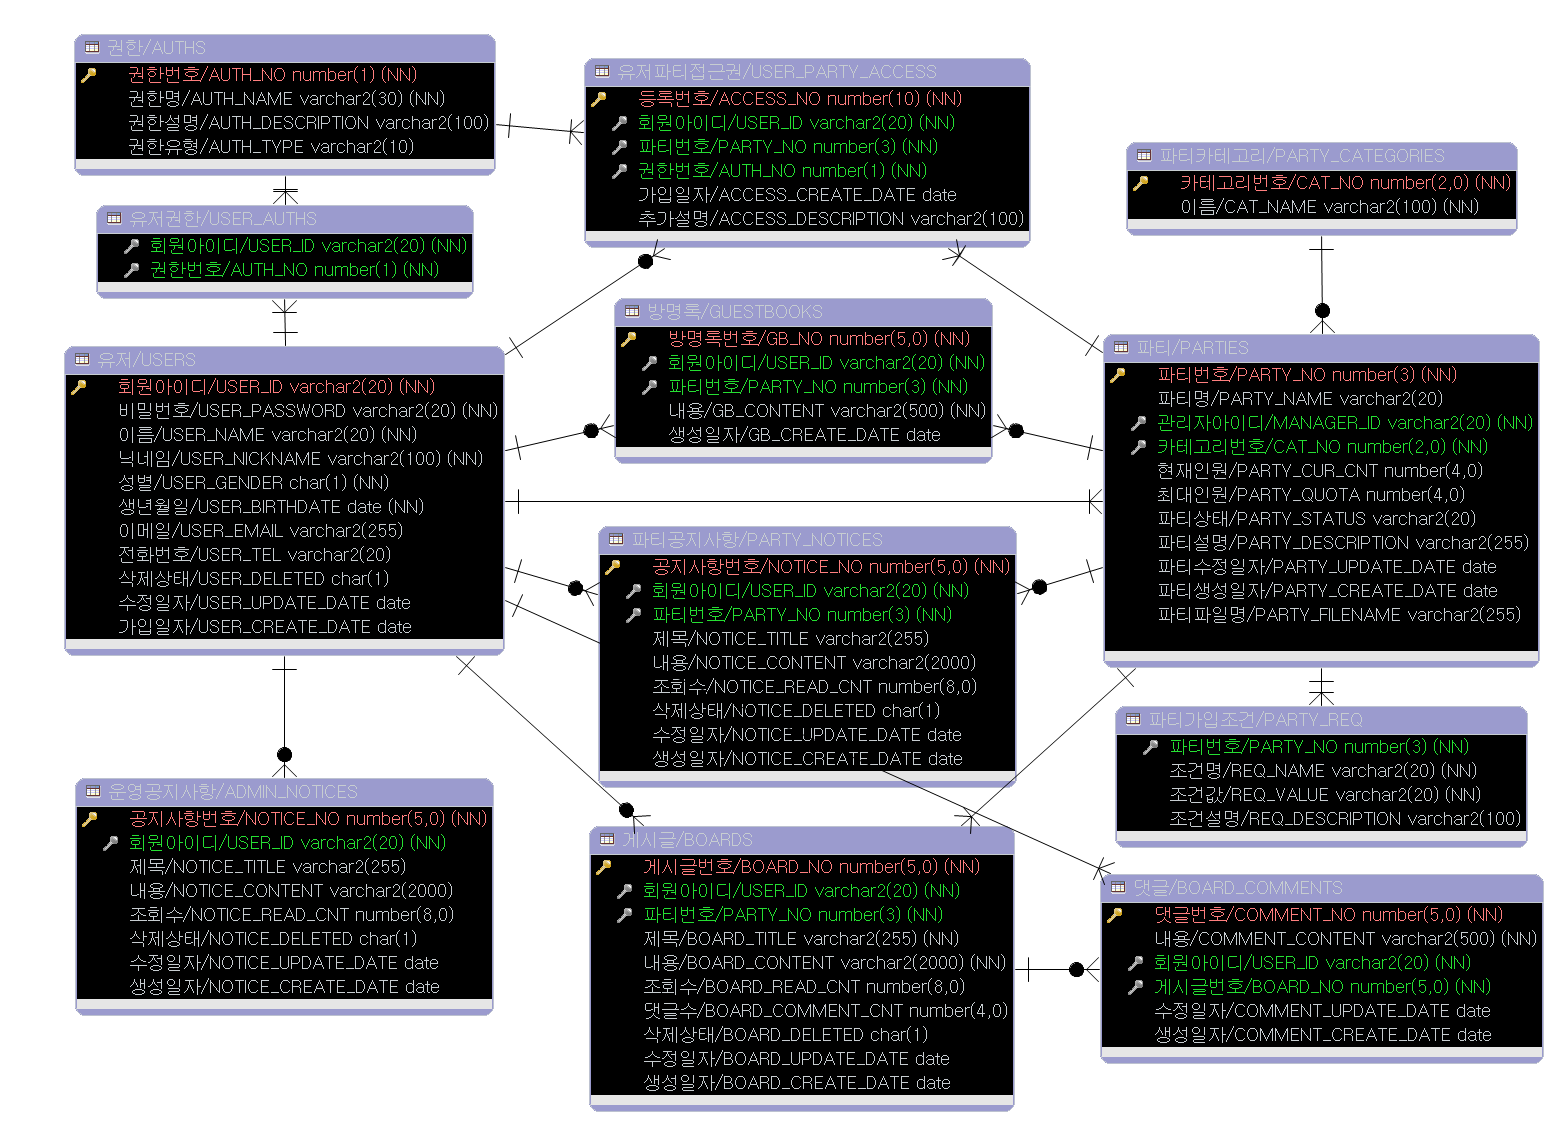 권한/AUTHS
권한번호/AUTH_NO number(1) (NN)
권한명/AUTH_NAME varchar2(30) (NN)
권한설명/AUTH_DESCRIPTION varchar2(100)
권한유형/AUTH_TYPE varchar2(10)
유저파티접근권/USER_PARTY_ACCESS
등록번호/ACCESS_NO number(10) (NN)
회원아이디/USER_ID varchar2(20) (NN)
파티번호/PARTY_NO number(3) (NN)
권한번호/AUTH_NO number(1) (NN)
가입일자/ACCESS_CREATE_DATE date
추가설명/ACCESS_DESCRIPTION varchar2(100)
파티카테고리/PARTY_CATEGORIES
카테고리번호/CAT_NO number(2,0) (NN)
이름/CAT_NAME varchar2(100) (NN)
유저권한/USER_AUTHS
회원아이디/USER_ID varchar2(20) (NN)
권한번호/AUTH_NO number(1) (NN)
방명록/GUESTBOOKS
방명록번호/GB_NO number(5,0) (NN)
회원아이디/USER_ID varchar2(20) (NN)
파티번호/PARTY_NO number(3) (NN)
내용/GB_CONTENT varchar2(500) (NN)
생성일자/GB_CREATE_DATE date
유저/USERS
회원아이디/USER_ID varchar2(20) (NN)
비밀번호/USER_PASSWORD varchar2(20) (NN)
이름/USER_NAME varchar2(20) (NN)
닉네임/USER_NICKNAME varchar2(100) (NN)
성별/USER_GENDER char(1) (NN)
생년월일/USER_BIRTHDATE date (NN)
이메일/USER_EMAIL varchar2(255)
전화번호/USER_TEL varchar2(20)
삭제상태/USER_DELETED char(1)
수정일자/USER_UPDATE_DATE date
가입일자/USER_CREATE_DATE date
파티/PARTIES
파티번호/PARTY_NO number(3) (NN)
파티명/PARTY_NAME varchar2(20)
관리자아이디/MANAGER_ID varchar2(20) (NN)
카테고리번호/CAT_NO number(2,0) (NN)
현재인원/PARTY_CUR_CNT number(4,0)
최대인원/PARTY_QUOTA number(4,0)
파티상태/PARTY_STATUS varchar2(20)
파티설명/PARTY_DESCRIPTION varchar2(255)
파티수정일자/PARTY_UPDATE_DATE date
파티생성일자/PARTY_CREATE_DATE date
파티파일명/PARTY_FILENAME varchar2(255)
파티공지사항/PARTY_NOTICES
공지사항번호/NOTICE_NO number(5,0) (NN)
회원아이디/USER_ID varchar2(20) (NN)
파티번호/PARTY_NO number(3) (NN)
제목/NOTICE_TITLE varchar2(255)
내용/NOTICE_CONTENT varchar2(2000)
조회수/NOTICE_READ_CNT number(8,0)
삭제상태/NOTICE_DELETED char(1)
수정일자/NOTICE_UPDATE_DATE date
생성일자/NOTICE_CREATE_DATE date
파티가입조건/PARTY_REQ
파티번호/PARTY_NO number(3) (NN)
조건명/REQ_NAME varchar2(20) (NN)
조건값/REQ_VALUE varchar2(20) (NN)
조건설명/REQ_DESCRIPTION varchar2(100)
운영공지사항/ADMIN_NOTICES
공지사항번호/NOTICE_NO number(5,0) (NN)
회원아이디/USER_ID varchar2(20) (NN)
제목/NOTICE_TITLE varchar2(255)
내용/NOTICE_CONTENT varchar2(2000)
조회수/NOTICE_READ_CNT number(8,0)
삭제상태/NOTICE_DELETED char(1)
수정일자/NOTICE_UPDATE_DATE date
생성일자/NOTICE_CREATE_DATE date
게시글/BOARDS
게시글번호/BOARD_NO number(5,0) (NN)
회원아이디/USER_ID varchar2(20) (NN)
파티번호/PARTY_NO number(3) (NN)
제목/BOARD_TITLE varchar2(255) (NN)
내용/BOARD_CONTENT varchar2(2000) (NN)
조회수/BOARD_READ_CNT number(8,0)
댓글수/BOARD_COMMENT_CNT number(4,0)
삭제상태/BOARD_DELETED char(1)
수정일자/BOARD_UPDATE_DATE date
생성일자/BOARD_CREATE_DATE date
댓글/BOARD_COMMENTS
댓글번호/COMMENT_NO number(5,0) (NN)
내용/COMMENT_CONTENT varchar2(500) (NN)
회원아이디/USER_ID varchar2(20) (NN)
게시글번호/BOARD_NO number(5,0) (NN)
수정일자/COMMENT_UPDATE_DATE date
생성일자/COMMENT_CREATE_DATE date